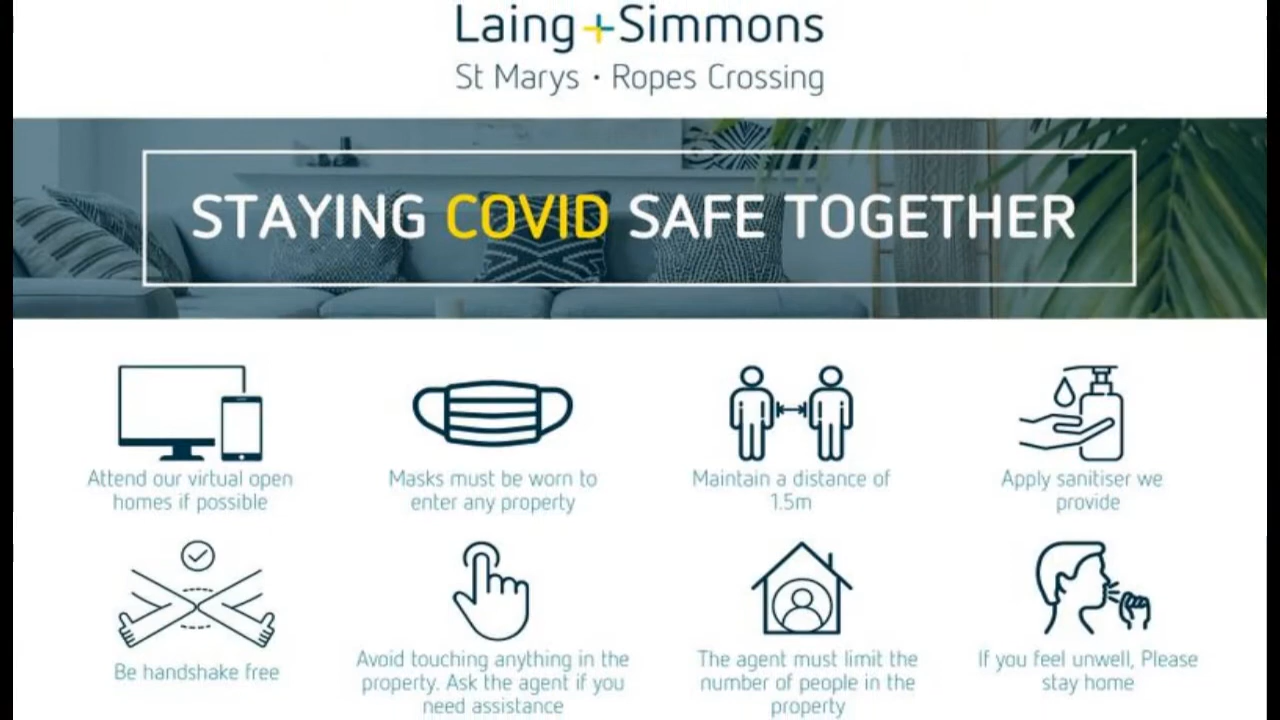 Laing+Simmons
St Marys · Ropes Crossing
STAYING COVID SAFE TOGETHER
Attend our virtual open
homes if possible
Masks must be worn to
enter any property
Maintain a distance of
1.5m
Apply sanitiser we
provide
Be handshake free
Avoid touching anything in the
property. Ask the agent if you
need assistance
The agent must limit the
number of people in the
property
If you feel unwell, Please
stay home